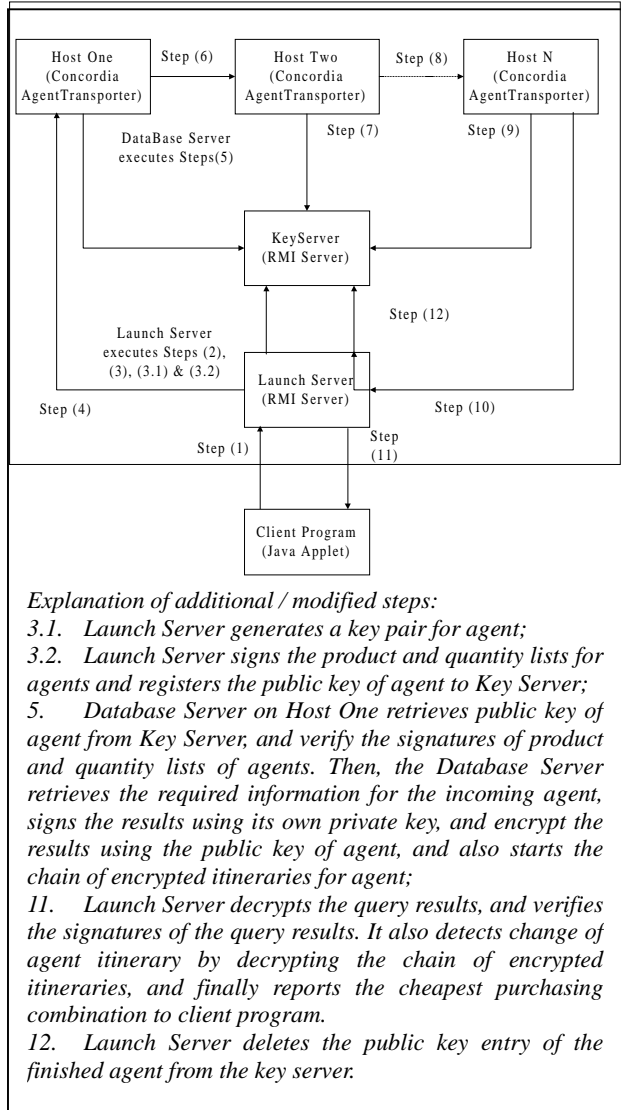 Host One
(Concordia
AgentTransporter)
Step (6)
Host Two
(Concordia
AgentTransporter)
Step (8)
Host N
(Concordia
AgentTransporter)
DataBase Server
executes Steps(5)
Step (7)
Step (9)
KeyServer
(RMI Server)
Step (12)
Launch Server
executes Steps (2),
(3), (3.1) & (3.2)
Launch Server
(RMI Server)
Step (4)
Step (10)
Step (1)
Step
(11)
Client Program
(Java Applet)
Explanation of additional / modified steps:
3.1. Launch Server generates a key pair for agent;
3.2. Launch Server signs the product and quantity lists for
agents and registers the public key of agent to Key Server;
5. Database Server on Host One retrieves public key of
agent from Key Server, and verify the signatures of product
and quantity lists of agents. Then, the Database Server
retrieves the required information for the incoming agent,
signs the results using its own private key, and encrypt the
results using the public key of agent, and also starts the
chain of encrypted itineraries for agent;
11. Launch Server decrypts the query results, and verifies
the signatures of the query results. It also detects change of
agent itinerary by decrypting the chain of encrypted
itineraries, and finally reports the cheapest purchasing
combination to client program.
12. Launch Server deletes the public key entry of the
finished agent from the key server.